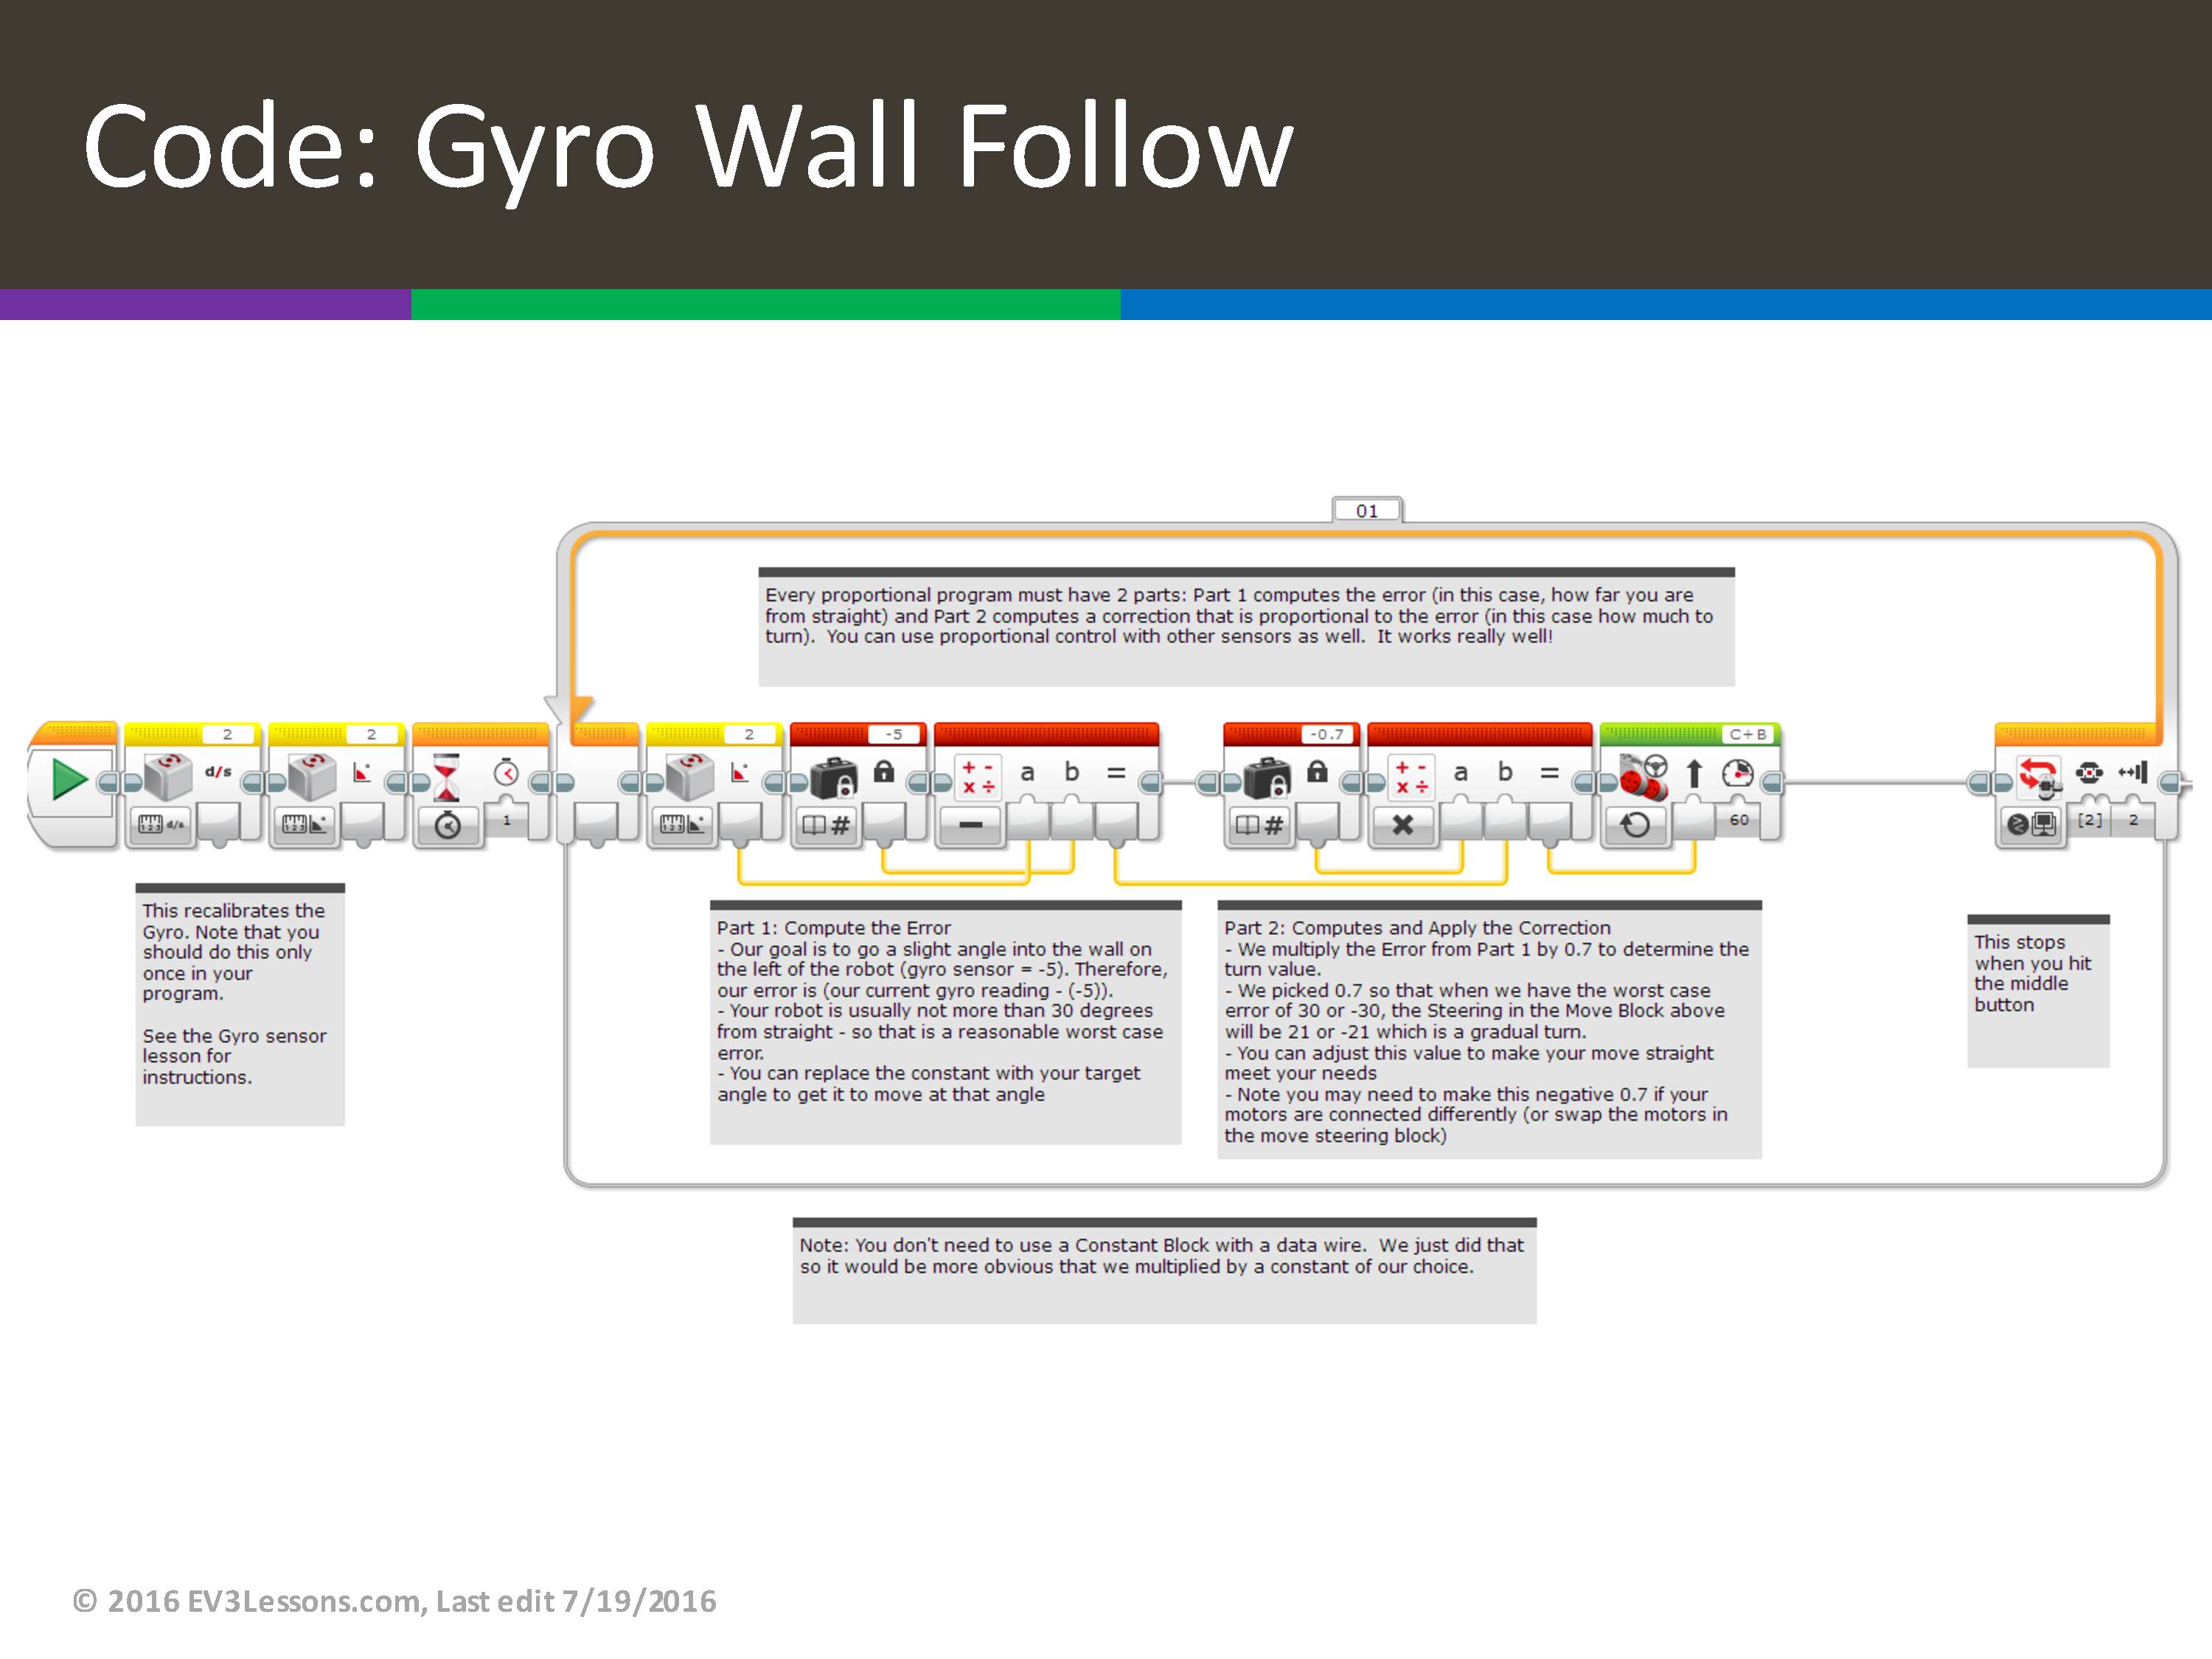 Code: Gyro Wall Follow
01
Every proportional program must have 2 parts: Part 1 computes the error (in this case, how far you are
from straight) and Part 2 computes a correction that is proportional to the error (in this case how much to
turn).  You can use proportional control with other sensors as well.  It works really well!
2 2 2 -5 -0.7 C+B
d/s a b = a b =
123 d/s 123 1 123 # − # × 60 [2] 2
This recalibrates the
Gyro. Note that you
should do this only
once in your
program.
See the Gyro sensor
lesson for
instructions.
Part 1: Compute the Error
- Our goal is to go a slight angle into the wall on
the left of the robot (gyro sensor = -5). Therefore,
our error is (our current gyro reading - (-5)).
- Your robot is usually not more than 30 degrees
from straight - so that is a reasonable worst case
error.
- You can replace the constant with your target
angle to get it to move at that angle
Part 2: Computes and Apply the Correction
- We multiply the Error from Part 1 by 0.7 to determine the
turn value.
- We picked 0.7 so that when we have the worst case
error of 30 or -30, the Steering in the Move Block above
will be 21 or -21 which is a gradual turn.
- You can adjust this value to make your move straight
meet your needs
- Note you may need to make this negative 0.7 if your
motors are connected differently (or swap the motors in
the move steering block)
This stops
when you hit
the middle
button
Note: You don't need to use a Constant Block with a data wire.  We just did that
so it would be more obvious that we multiplied by a constant of our choice.
© 2016 EV3Lessons.com, Last edit 7/19/2016